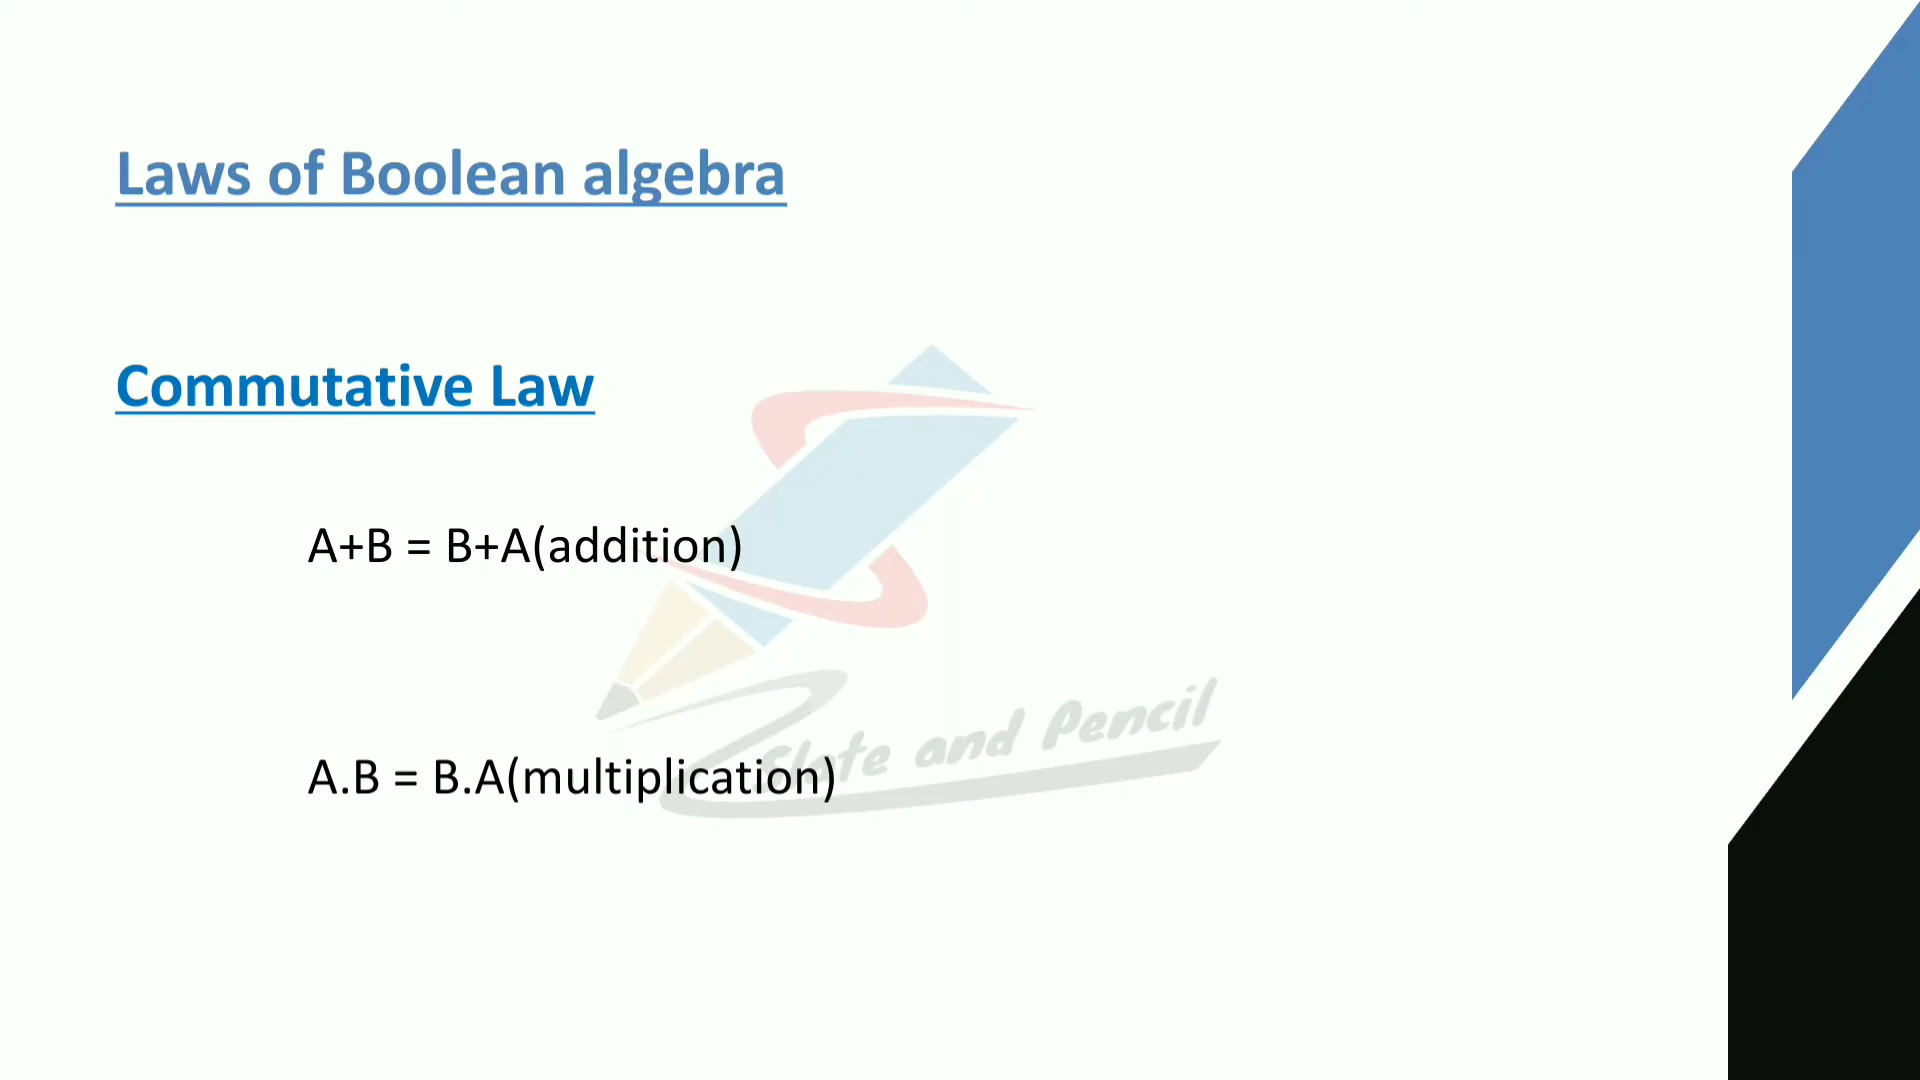 Laws of Boolean algebra
Commutative Law
A+B = B+A(addition)
A.B = B.A(multiplication)
Slate and Pencil